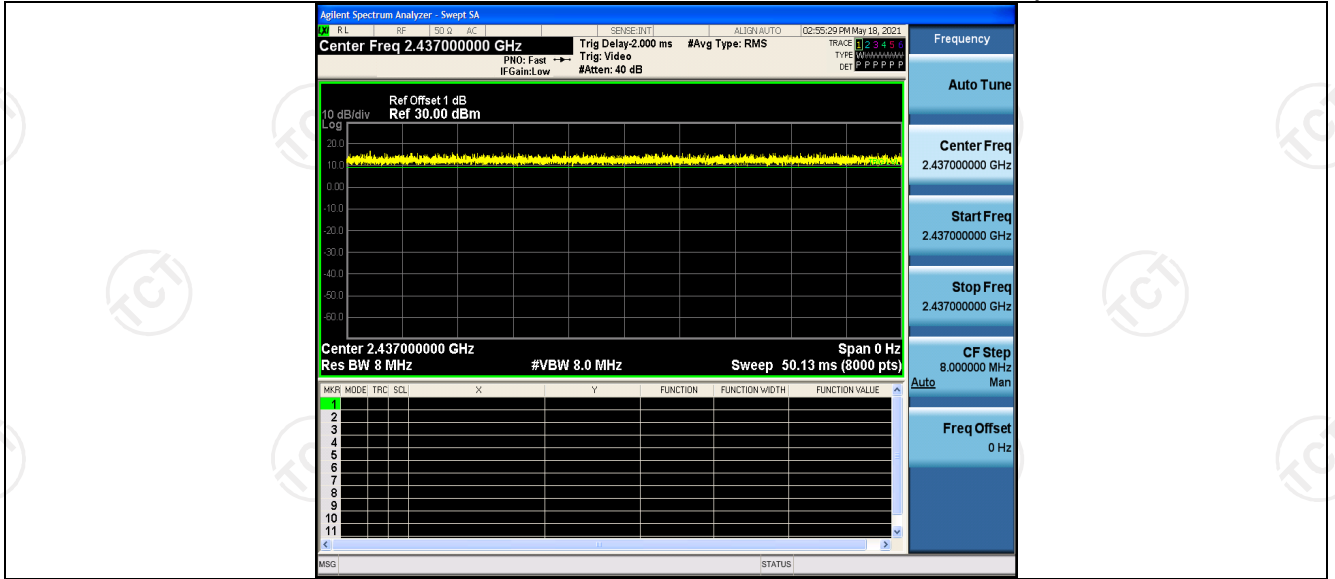 Agilent Spectrum Analyzer - Swept SA
RL RF 50 Ω AC SENSE:INT ALIGN AUTO 02:55:29 PM May 18, 2021
Center Freq 2.437000000 GHz
PNO: Fast
IFGain:Low
Trig Delay-2.000 ms
Trig: Video
#Atten: 40 dB
#Avg Type: RMS
TRACE 1 2 3 4 5 6
TYPE WWWWWW
DET P P P P P P
Ref Offset 1 dB
10 dB/div Ref 30.00 dBm
Log
20.0
10.0
0.00
-10.0
-20.0
-30.0
-40.0
-50.0
-60.0
Center 2.437000000 GHz Span 0 Hz
Res BW 8 MHz #VBW 8.0 MHz Sweep 50.13 ms (8000 pts)
MKR MODE TRC SCL X Y FUNCTION FUNCTION WIDTH FUNCTION VALUE
1
2
3
4
5
6
7
8
9
10
11
MSG STATUS
Frequency
Auto Tune
Center Freq
2.437000000 GHz
Start Freq
2.437000000 GHz
Stop Freq
2.437000000 GHz
CF Step
8.000000 MHz
Auto Man
Freq Offset
0 Hz
TCT
TCT
TCT
TCT
TCT
TCT